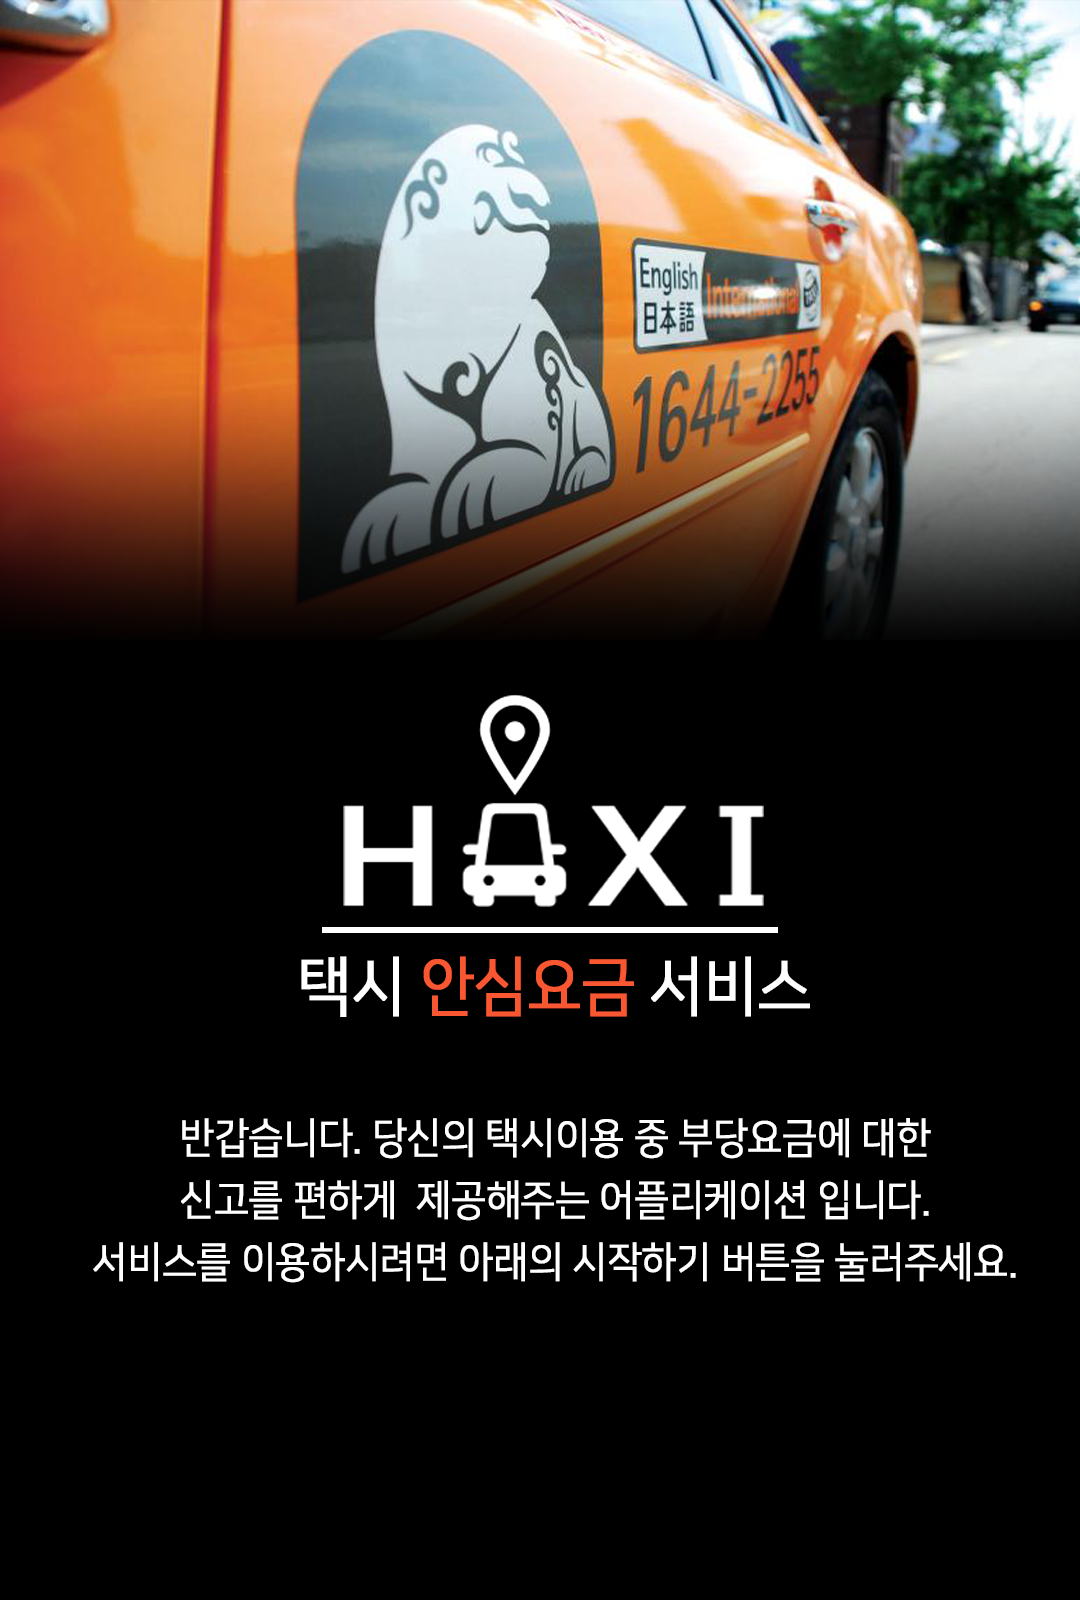 English
日本語
International
1644-2255
HAXI
택시 안심요금 서비스
반갑습니다. 당신의 택시이용 중 부당요금에 대한
신고를 편하게 제공해주는 어플리케이션 입니다.
서비스를 이용하시려면 아래의 시작하기 버튼을 눌러주세요.